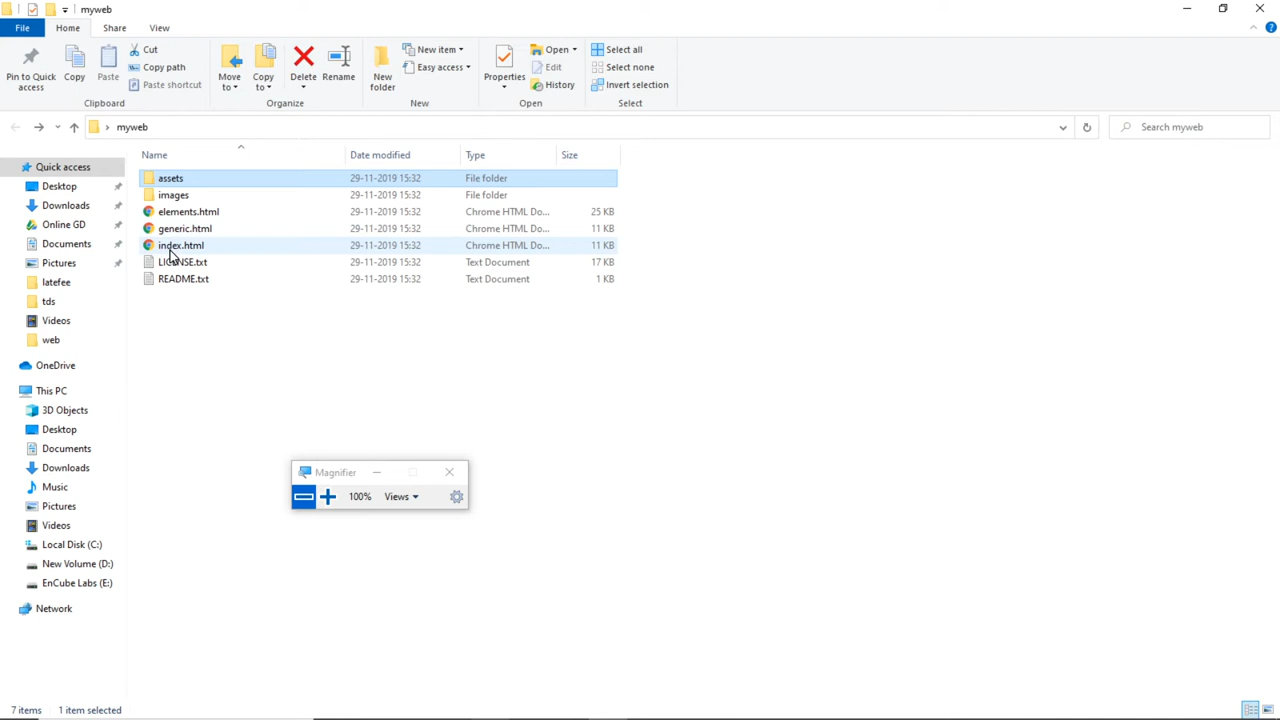 myweb
File Home Share View
Pin to Quick access
Copy
Paste
Cut
Copy path
Paste shortcut
Clipboard
Move to
Copy to
Delete
Rename
Organize
New folder
New item
Easy access
New
Properties
Open
Edit
History
Open
Select all
Select none
Invert selection
Select
myweb
Search myweb
Name Date modified Type Size
assets 29-11-2019 15:32 File folder
images 29-11-2019 15:32 File folder
elements.html 29-11-2019 15:32 Chrome HTML Do... 25 KB
generic.html 29-11-2019 15:32 Chrome HTML Do... 11 KB
index.html 29-11-2019 15:32 Chrome HTML Do... 11 KB
LICENSE.txt 29-11-2019 15:32 Text Document 17 KB
README.txt 29-11-2019 15:32 Text Document 1 KB
Quick access
Desktop
Downloads
Online GD
Documents
Pictures
latefee
tds
Videos
web
OneDrive
This PC
3D Objects
Desktop
Documents
Downloads
Music
Pictures
Videos
Local Disk (C:)
New Volume (D:)
EnCube Labs (E:)
Network
Magnifier
100% Views
7 items 1 item selected